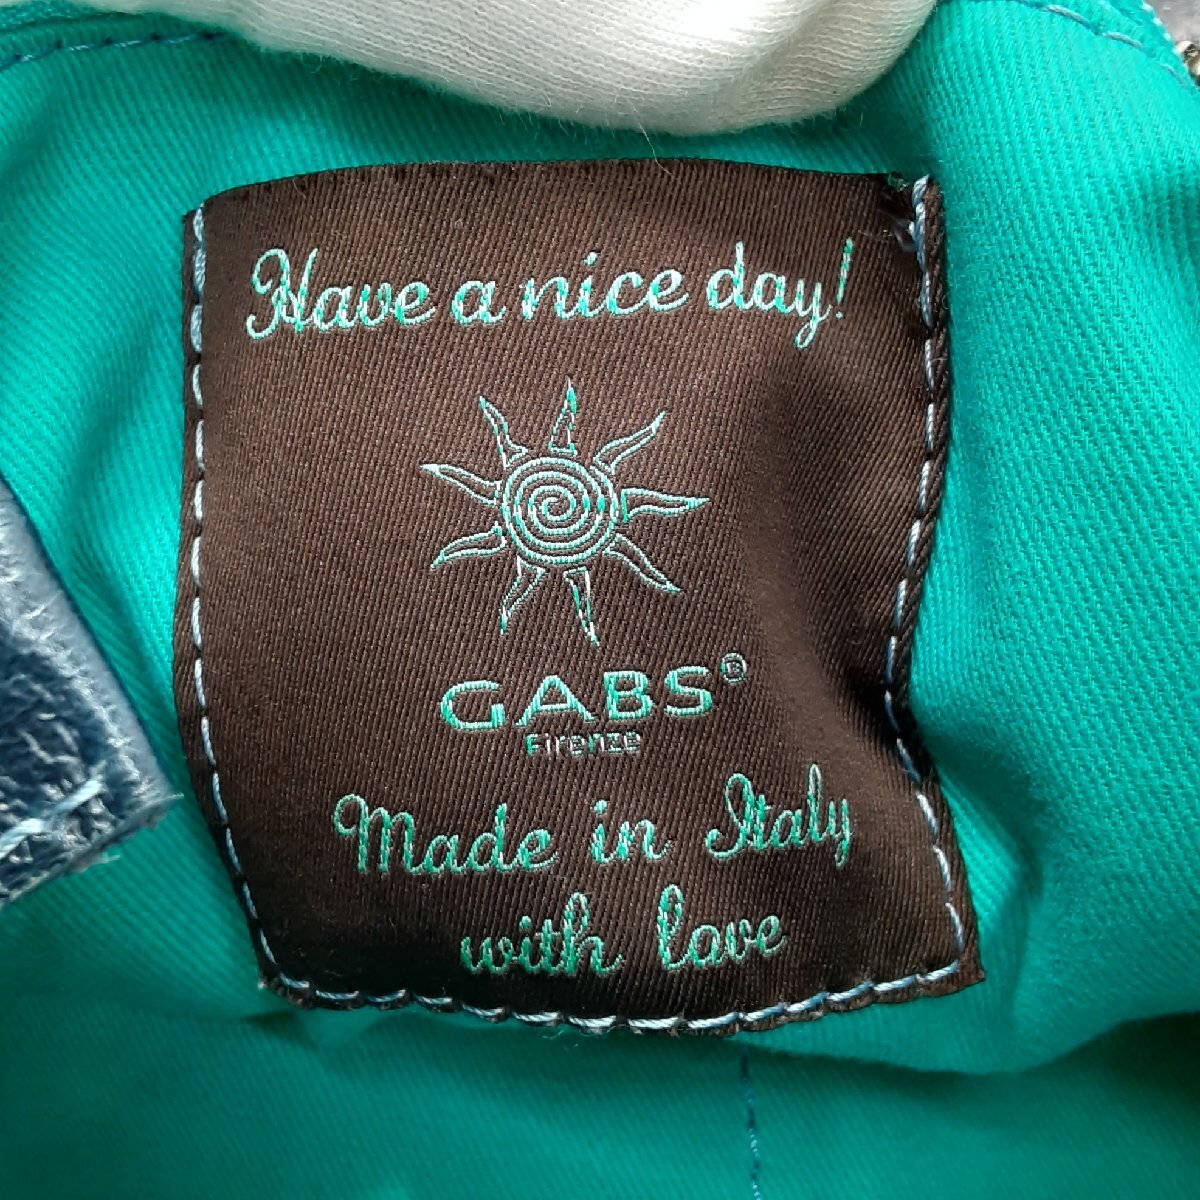 Have a nice day!
GABS®
Firenze
Made in Italy
with love